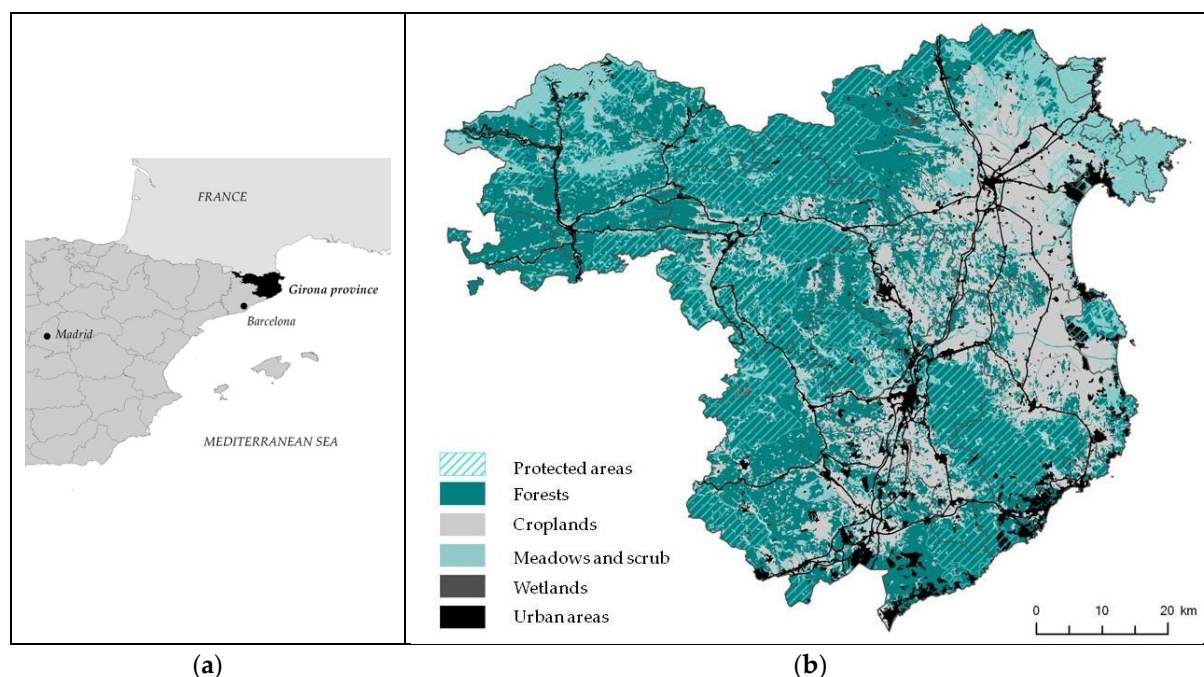 FRANCE
Girona province
Barcelona
Madrid
MEDITERRANEAN SEA
Protected areas
Forests
Croplands
Meadows and scrub
Wetlands
Urban areas
0 10 20 km
(a)
(b)